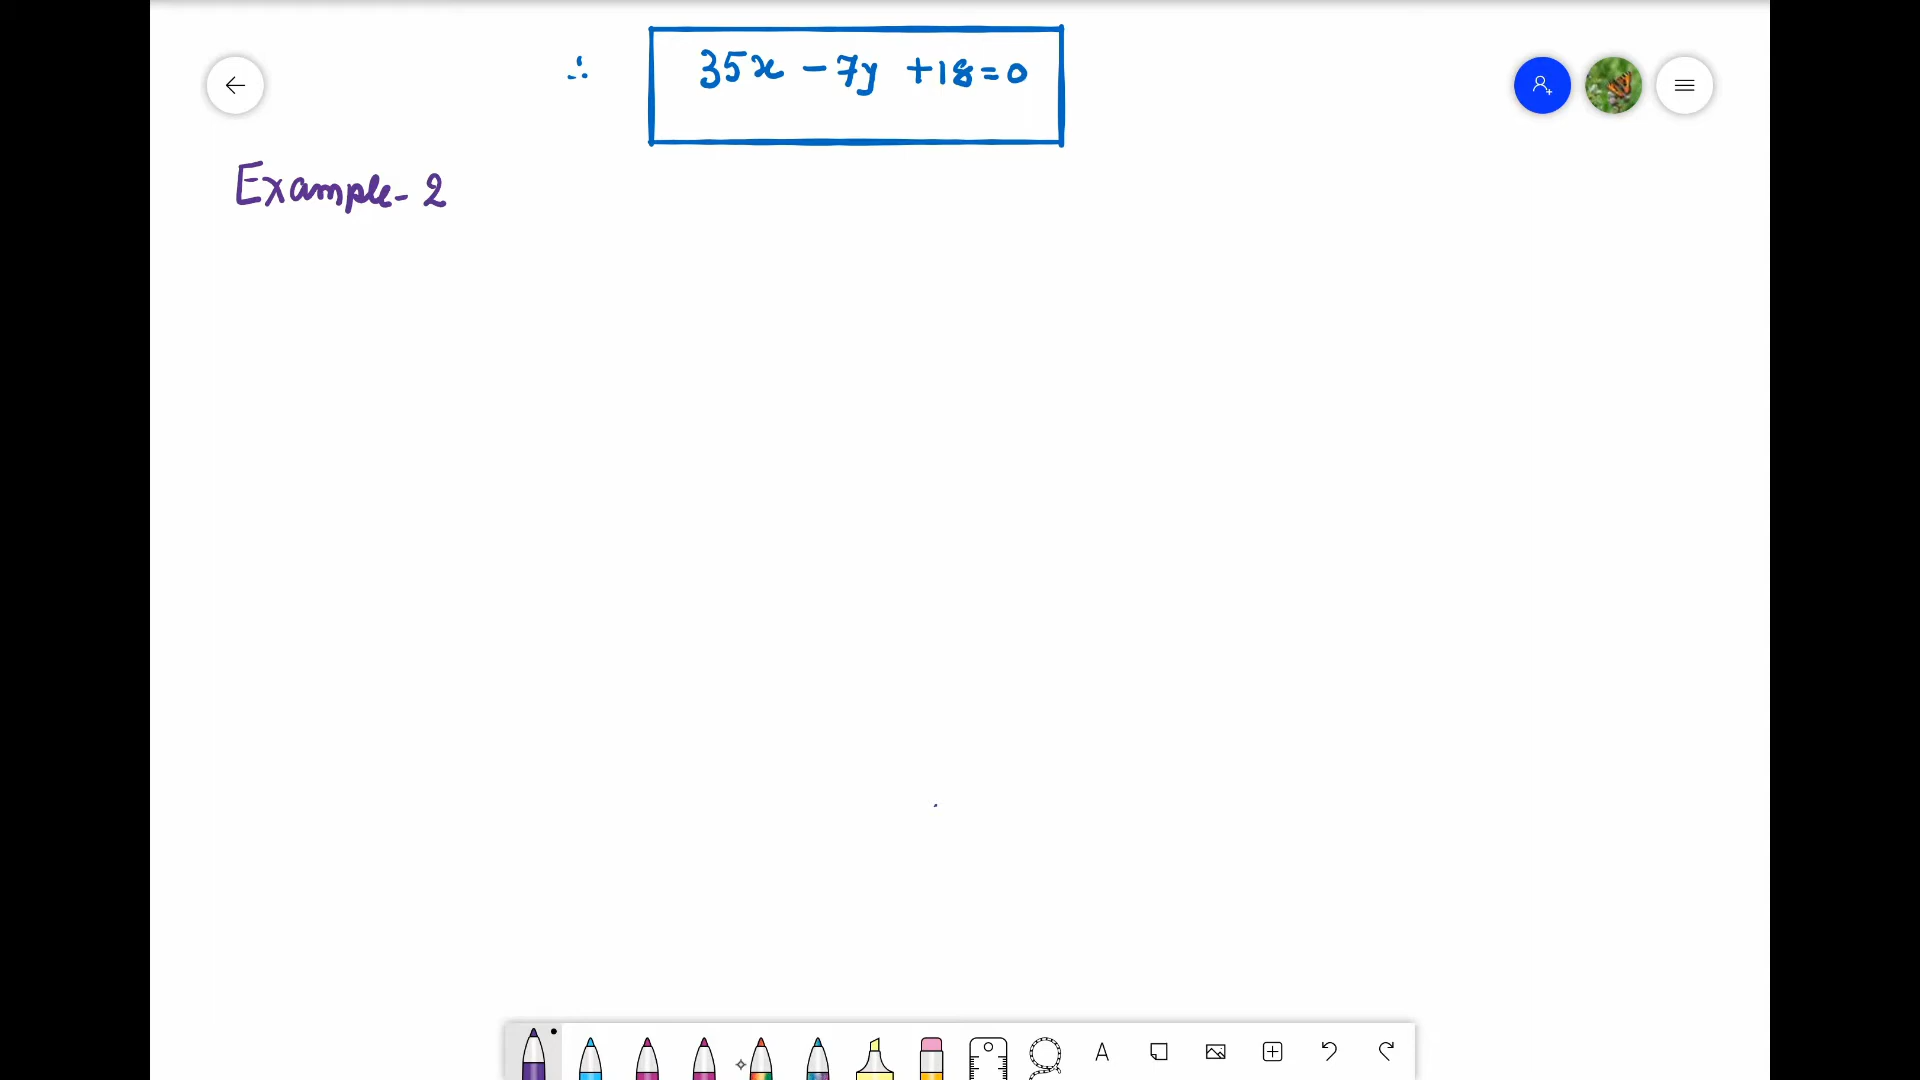 ∴ 35x - 7y + 18 = 0
Example - 2